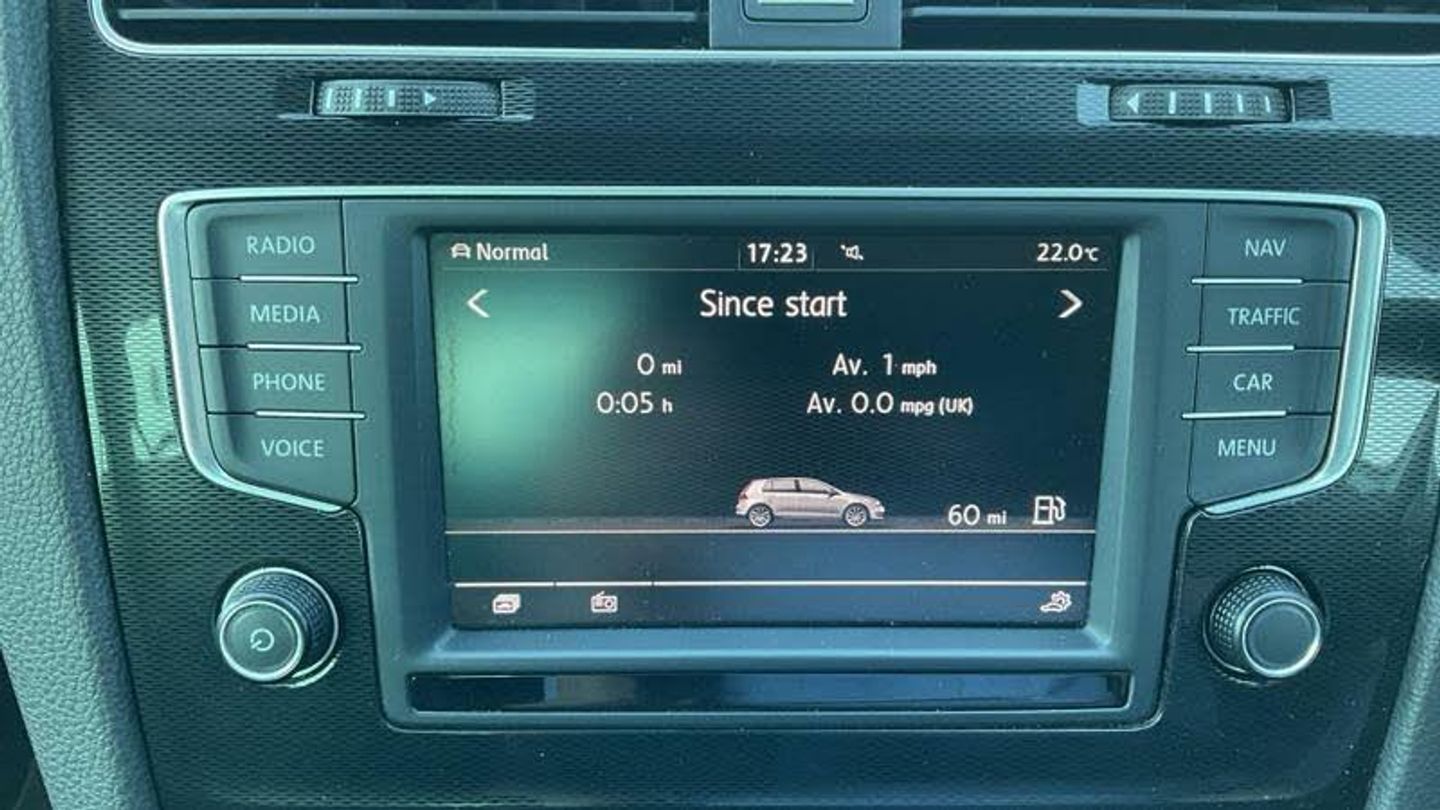 RADIO
MEDIA
PHONE
VOICE
Normal
17:23
22.0°C
Since start
0 mi
Av. 1 mph
0:05 h
Av. 0.0 mpg (UK)
60 mi
NAV
TRAFFIC
CAR
MENU